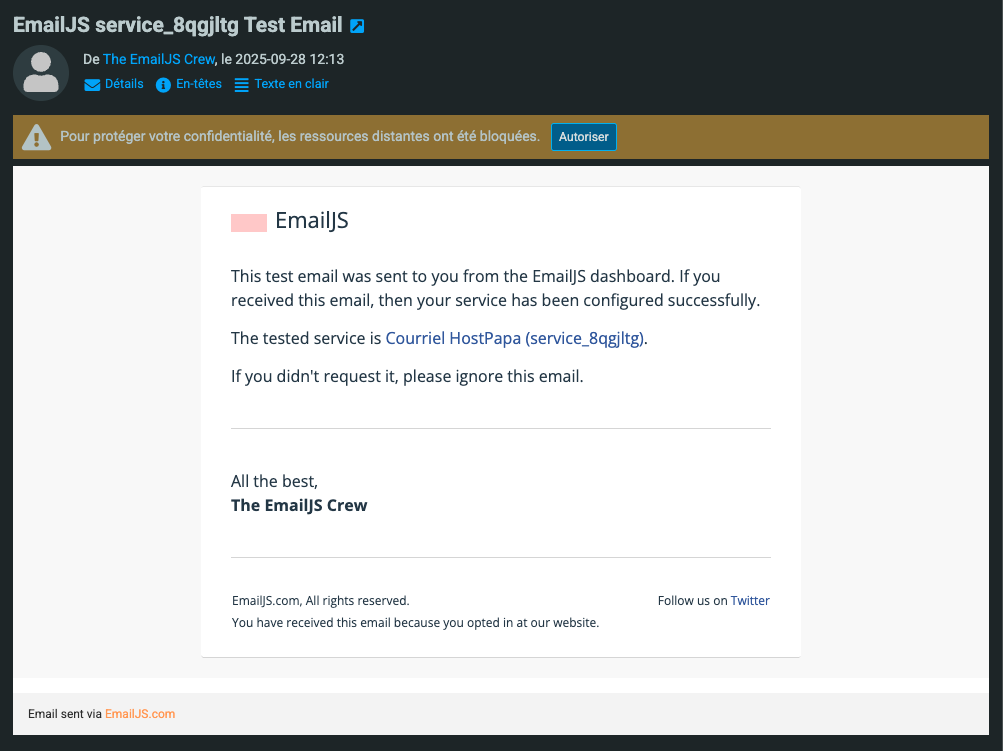 EmailJS service_8qgjltg Test Email
De The EmailJS Crew, le 2025-09-28 12:13
Détails En-têtes Texte en clair
Pour protéger votre confidentialité, les ressources distantes ont été bloquées. Autoriser
EmailJS
This test email was sent to you from the EmailJS dashboard. If you
received this email, then your service has been configured successfully.
The tested service is Courriel HostPapa (service_8qgjltg).
If you didn't request it, please ignore this email.
All the best,
The EmailJS Crew
EmailJS.com, All rights reserved. Follow us on Twitter
You have received this email because you opted in at our website.
Email sent via EmailJS.com